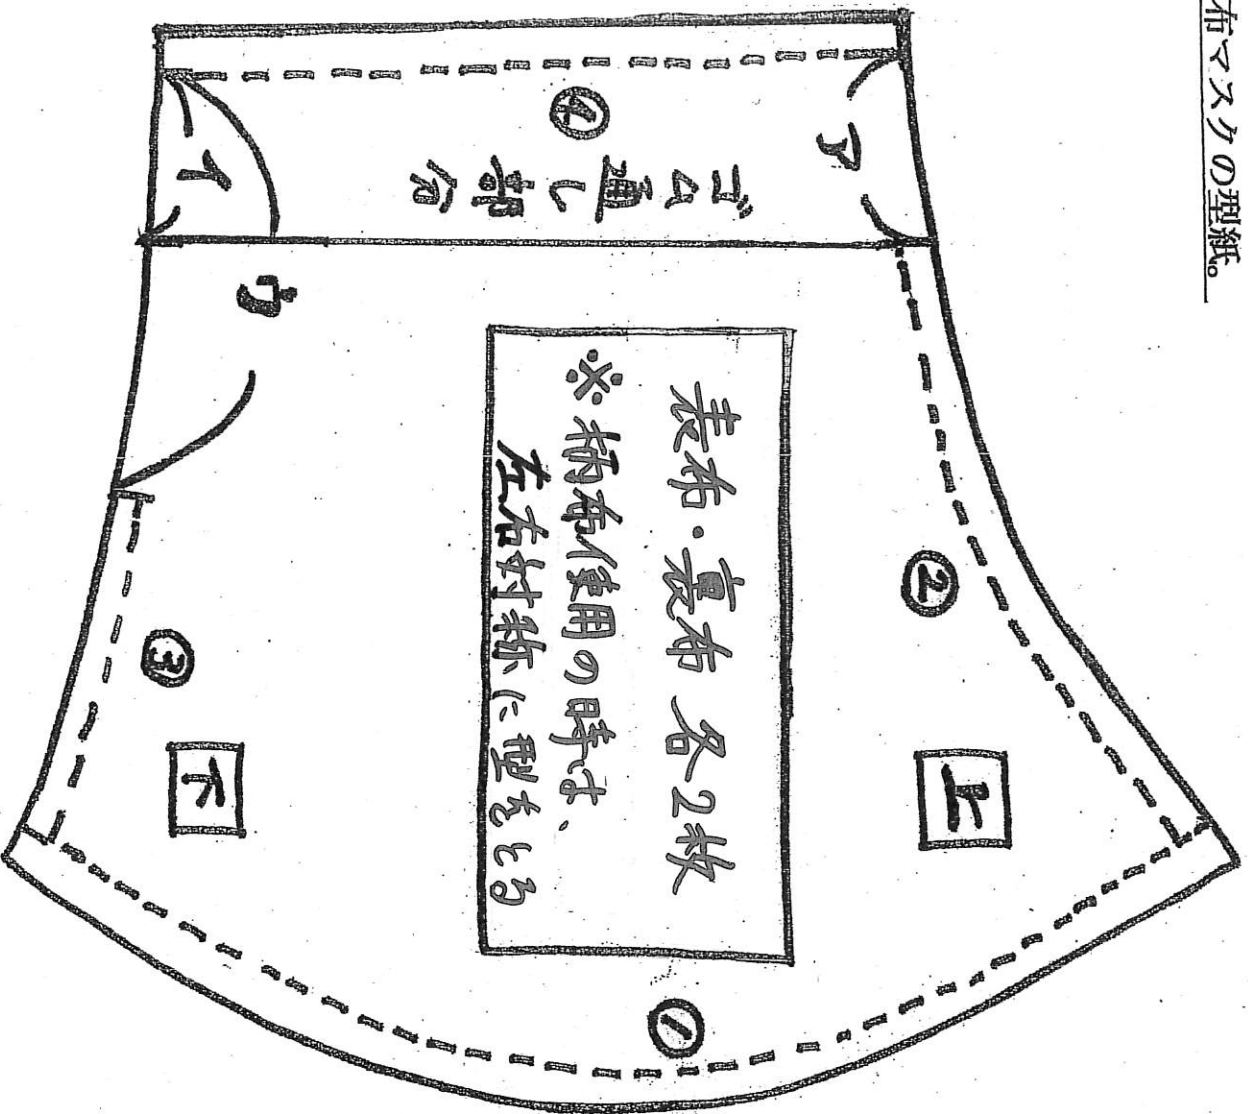 布マスクの型紙。
ア
②
上
④
ゴム通し部分
表布・裏布 各2枚
※柄布使用の時は、
左右対称に型をとる
①
イ
ウ
③
下